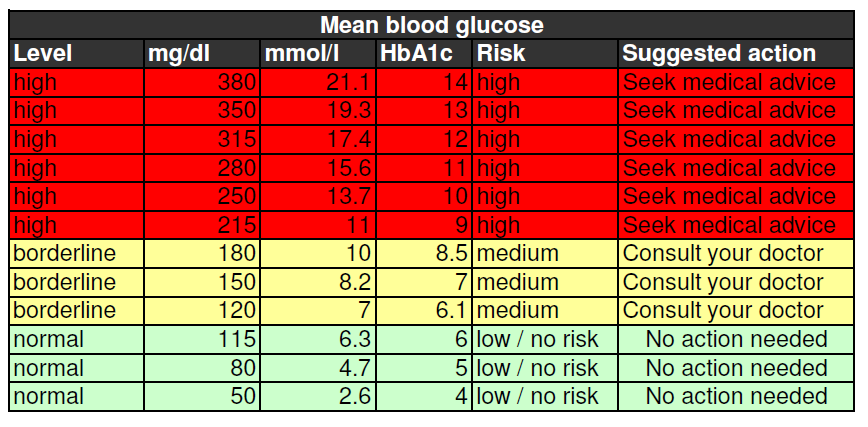 Mean blood glucose
Level mg/dl mmol/l HbA1c Risk Suggested action
high 380 21.1 14 high Seek medical advice
high 350 19.3 13 high Seek medical advice
high 315 17.4 12 high Seek medical advice
high 280 15.6 11 high Seek medical advice
high 250 13.7 10 high Seek medical advice
high 215 11 9 high Seek medical advice
borderline 180 10 8.5 medium Consult your doctor
borderline 150 8.2 7 medium Consult your doctor
borderline 120 7 6.1 medium Consult your doctor
normal 115 6.3 6 low / no risk No action needed
normal 80 4.7 5 low / no risk No action needed
normal 50 2.6 4 low / no risk No action needed